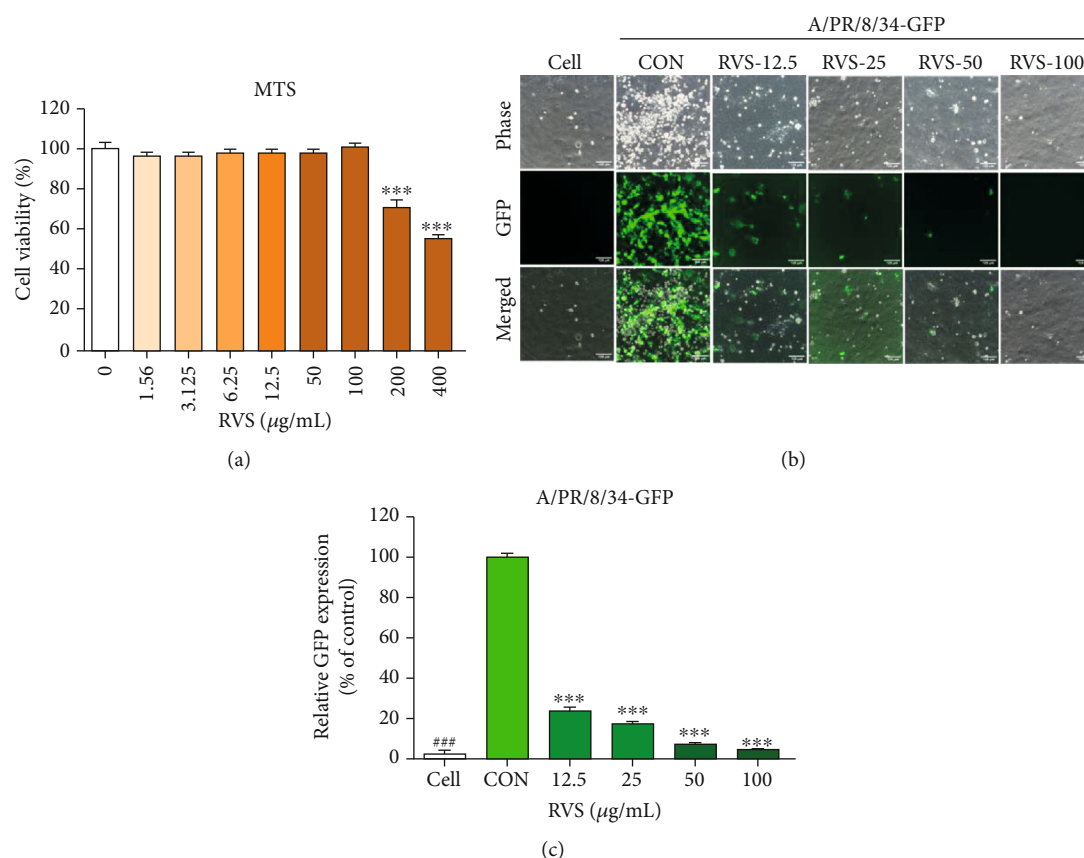 MTS
Cell viability (%)
120
100
80
60
40
20
0
***
***
0
1.56
3.125
6.25
12.5
50
100
200
400
RVS (μg/mL)
(a)
A/PR/8/34-GFP
Cell
CON
RVS-12.5
RVS-25
RVS-50
RVS-100
Phase
GFP
Merged
(b)
A/PR/8/34-GFP
Relative GFP expression
(% of control)
120
100
80
60
40
20
0
###
***
***
***
***
Cell
CON
12.5
25
50
100
RVS (μg/mL)
(c)